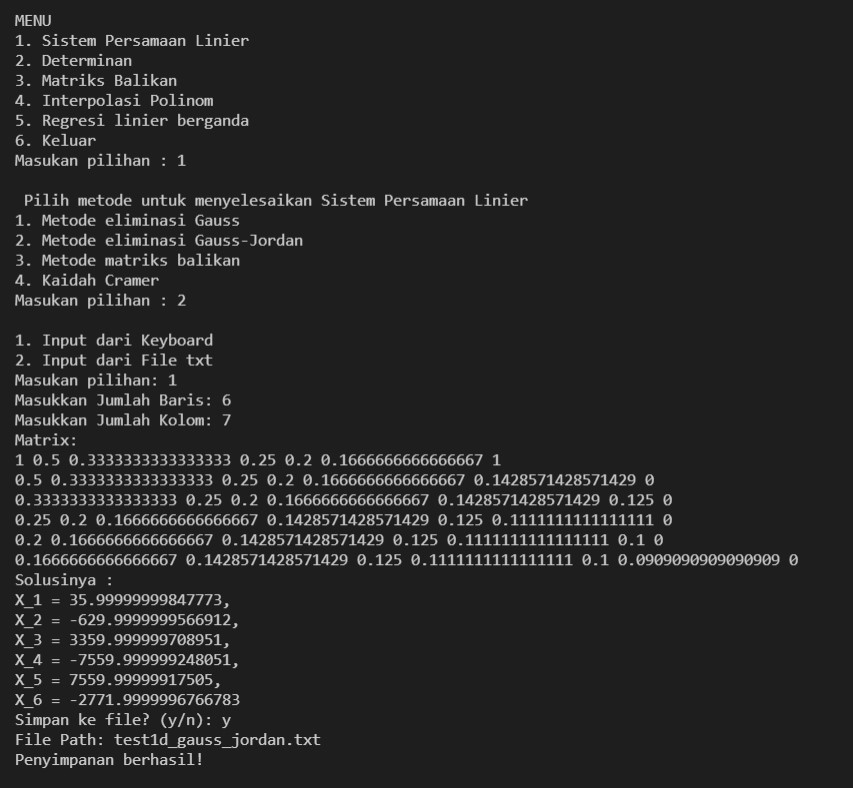 MENU
1. Sistem Persamaan Linier
2. Determinan
3. Matriks Balikan
4. Interpolasi Polinom
5. Regresi linier berganda
6. Keluar
Masukan pilihan : 1
Pilih metode untuk menyelesaikan Sistem Persamaan Linier
1. Metode eliminasi Gauss
2. Metode eliminasi Gauss-Jordan
3. Metode matriks balikan
4. Kaidah Cramer
Masukan pilihan : 2
1. Input dari Keyboard
2. Input dari File txt
Masukan pilihan: 1
Masukkan Jumlah Baris: 6
Masukkan Jumlah Kolom: 7
Matrix:
1 0.5 0.3333333333333333 0.25 0.2 0.1666666666666667 1
0.5 0.3333333333333333 0.25 0.2 0.1666666666666667 0.1428571428571429 0
0.3333333333333333 0.25 0.2 0.1666666666666667 0.1428571428571429 0.125 0
0.25 0.2 0.1666666666666667 0.1428571428571429 0.125 0.1111111111111111 0
0.2 0.1666666666666667 0.1428571428571429 0.125 0.1111111111111111 0.1 0
0.1666666666666667 0.1428571428571429 0.125 0.1111111111111111 0.1 0.0909090909090909 0
Solusinya :
X_1 = 35.99999999847773,
X_2 = -629.9999999566912,
X_3 = 3359.999999708951,
X_4 = -7559.999999248051,
X_5 = 7559.99999917505,
X_6 = -2771.9999996766783
Simpan ke file? (y/n): y
File Path: test1d_gauss_jordan.txt
Penyimpanan berhasil!